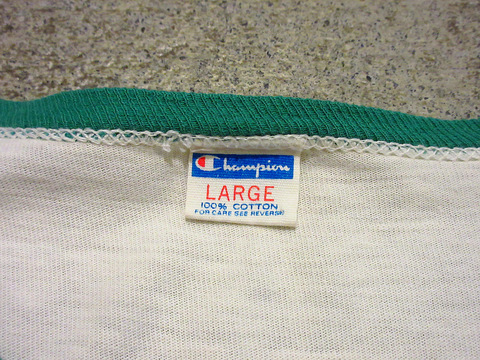 Champion
LARGE
100% COTTON
FOR CARE SEE REVERSE